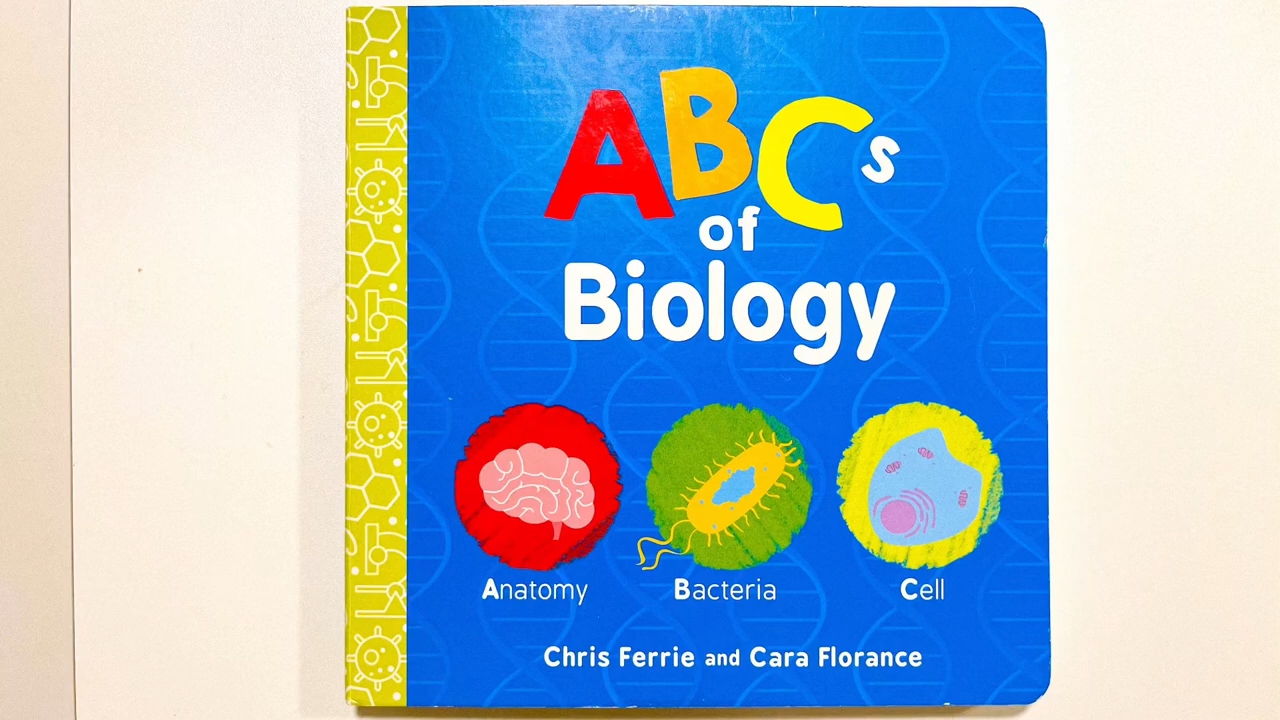 ABCs
of
Biology
Anatomy Bacteria Cell
Chris Ferrie and Cara Florance